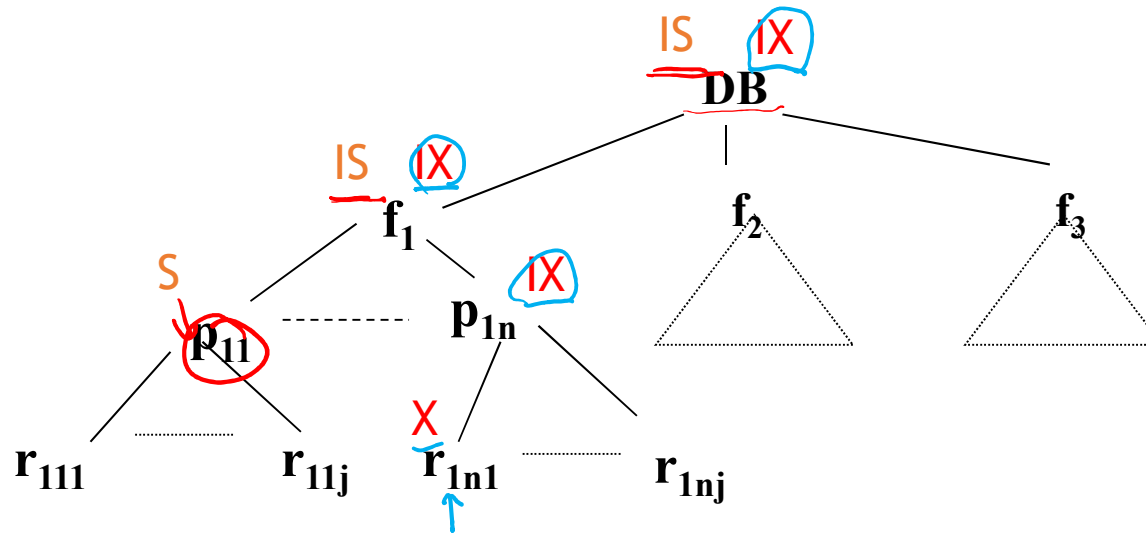 IS IX
DB
IS IX
f₁ f₂ f₃
S IX
p₁₁ p₁ₙ
X
r₁₁₁ r₁₁ⱼ r₁ₙ₁ r₁ₙⱼ